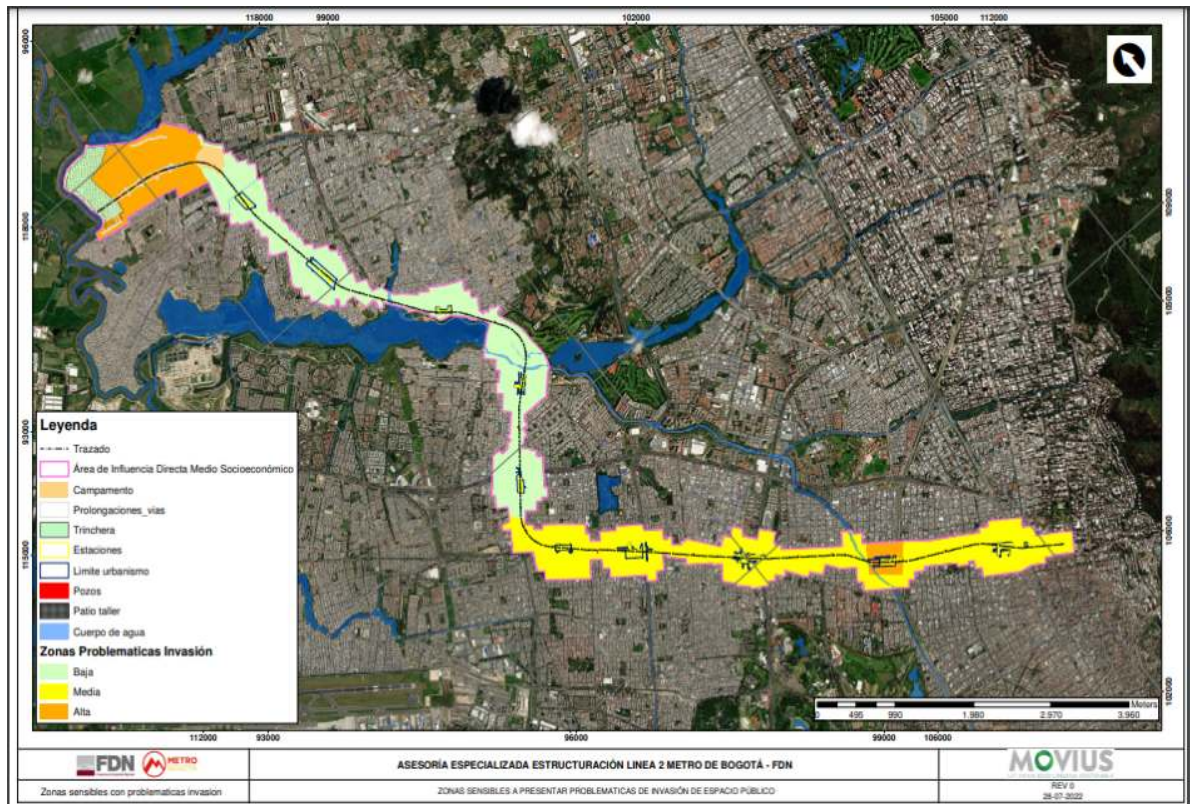 118000 99000 102000 105000 112000
96000
118000
93000
115000
109000
105000
106000
102000
Leyenda
Trazado
Área de Influencia Directa Medio Socioeconómico
Campamento
Prolongaciones_vias
Trinchera
Estaciones
Limite urbanismo
Pozos
Patio taller
Cuerpo de agua
Zonas Problematicas Invasión
Baja
Media
Alta
Meters
0 495 990 1.980 2.970 3.960
112000 93000 96000 99000 106000
FDN METRO
ASESORÍA ESPECIALIZADA ESTRUCTURACIÓN LINEA 2 METRO DE BOGOTÁ - FDN
MOVIUS
Zonas sensibles con problematicas invasion
ZONAS SENSIBLES A PRESENTAR PROBLEMATICAS DE INVASIÓN DE ESPACIO PÚBLICO
REV 0
26-07-2022